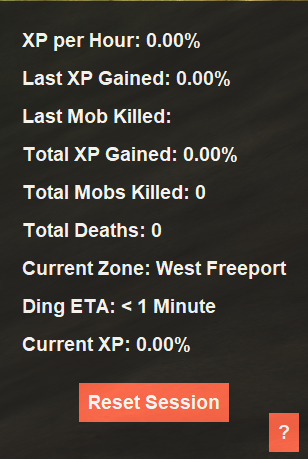 XP per Hour: 0.00%
Last XP Gained: 0.00%
Last Mob Killed:
Total XP Gained: 0.00%
Total Mobs Killed: 0
Total Deaths: 0
Current Zone: West Freeport
Ding ETA: < 1 Minute
Current XP: 0.00%
Reset Session
?